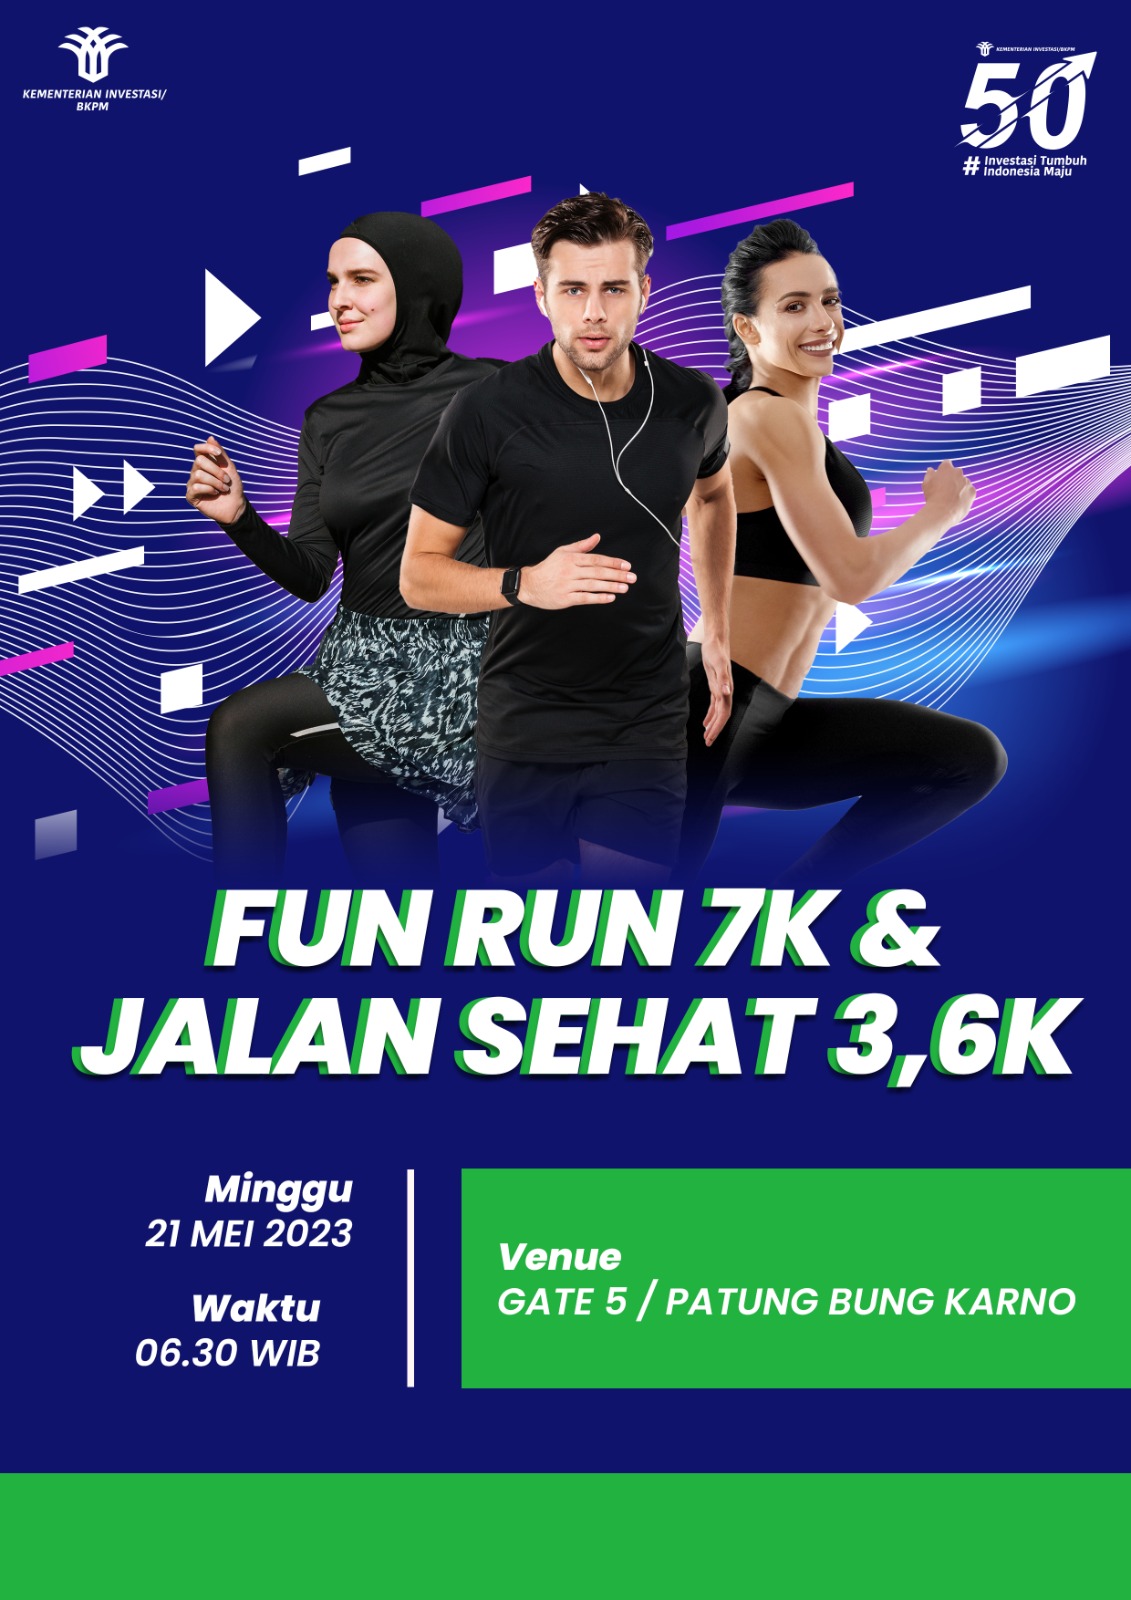 KEMENTERIAN INVESTASI/
BKPM
KEMENTERIAN INVESTASI/BKPM
50
# Investasi Tumbuh
Indonesia Maju
FUN RUN 7K &
JALAN SEHAT 3,6K
Minggu
21 MEI 2023
Waktu
06.30 WIB
Venue
GATE 5 / PATUNG BUNG KARNO